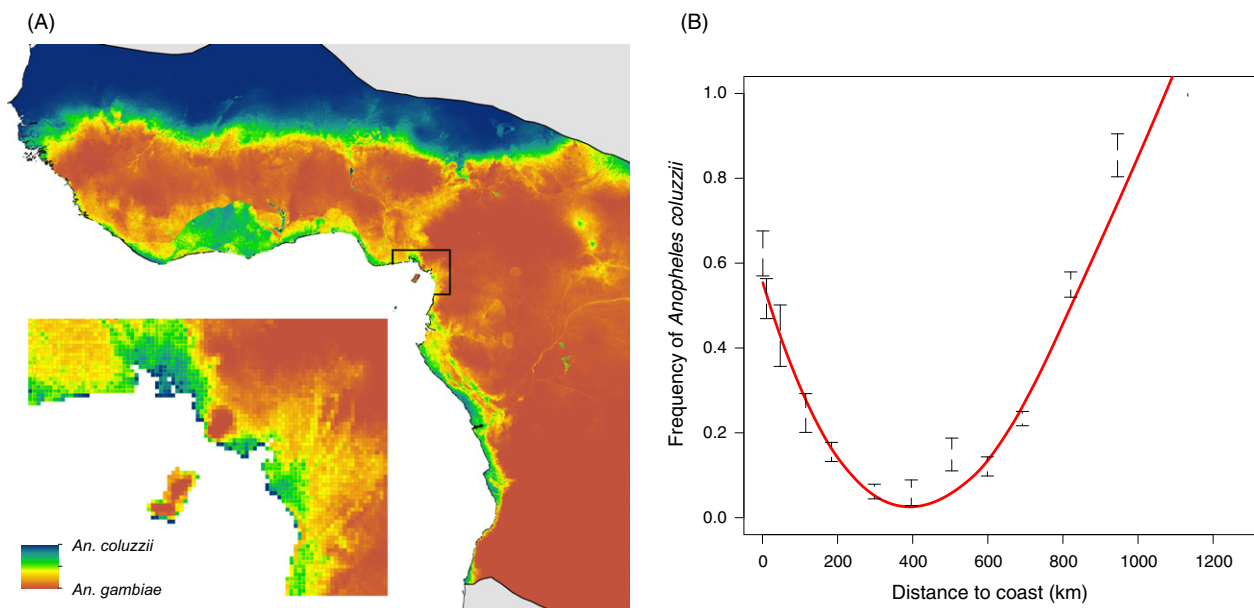 (A)
An. coluzzii
An. gambiae
(B)
Frequency of Anopheles coluzzii
1.0
0.8
0.6
0.4
0.2
0.0
0 200 400 600 800 1000 1200
Distance to coast (km)